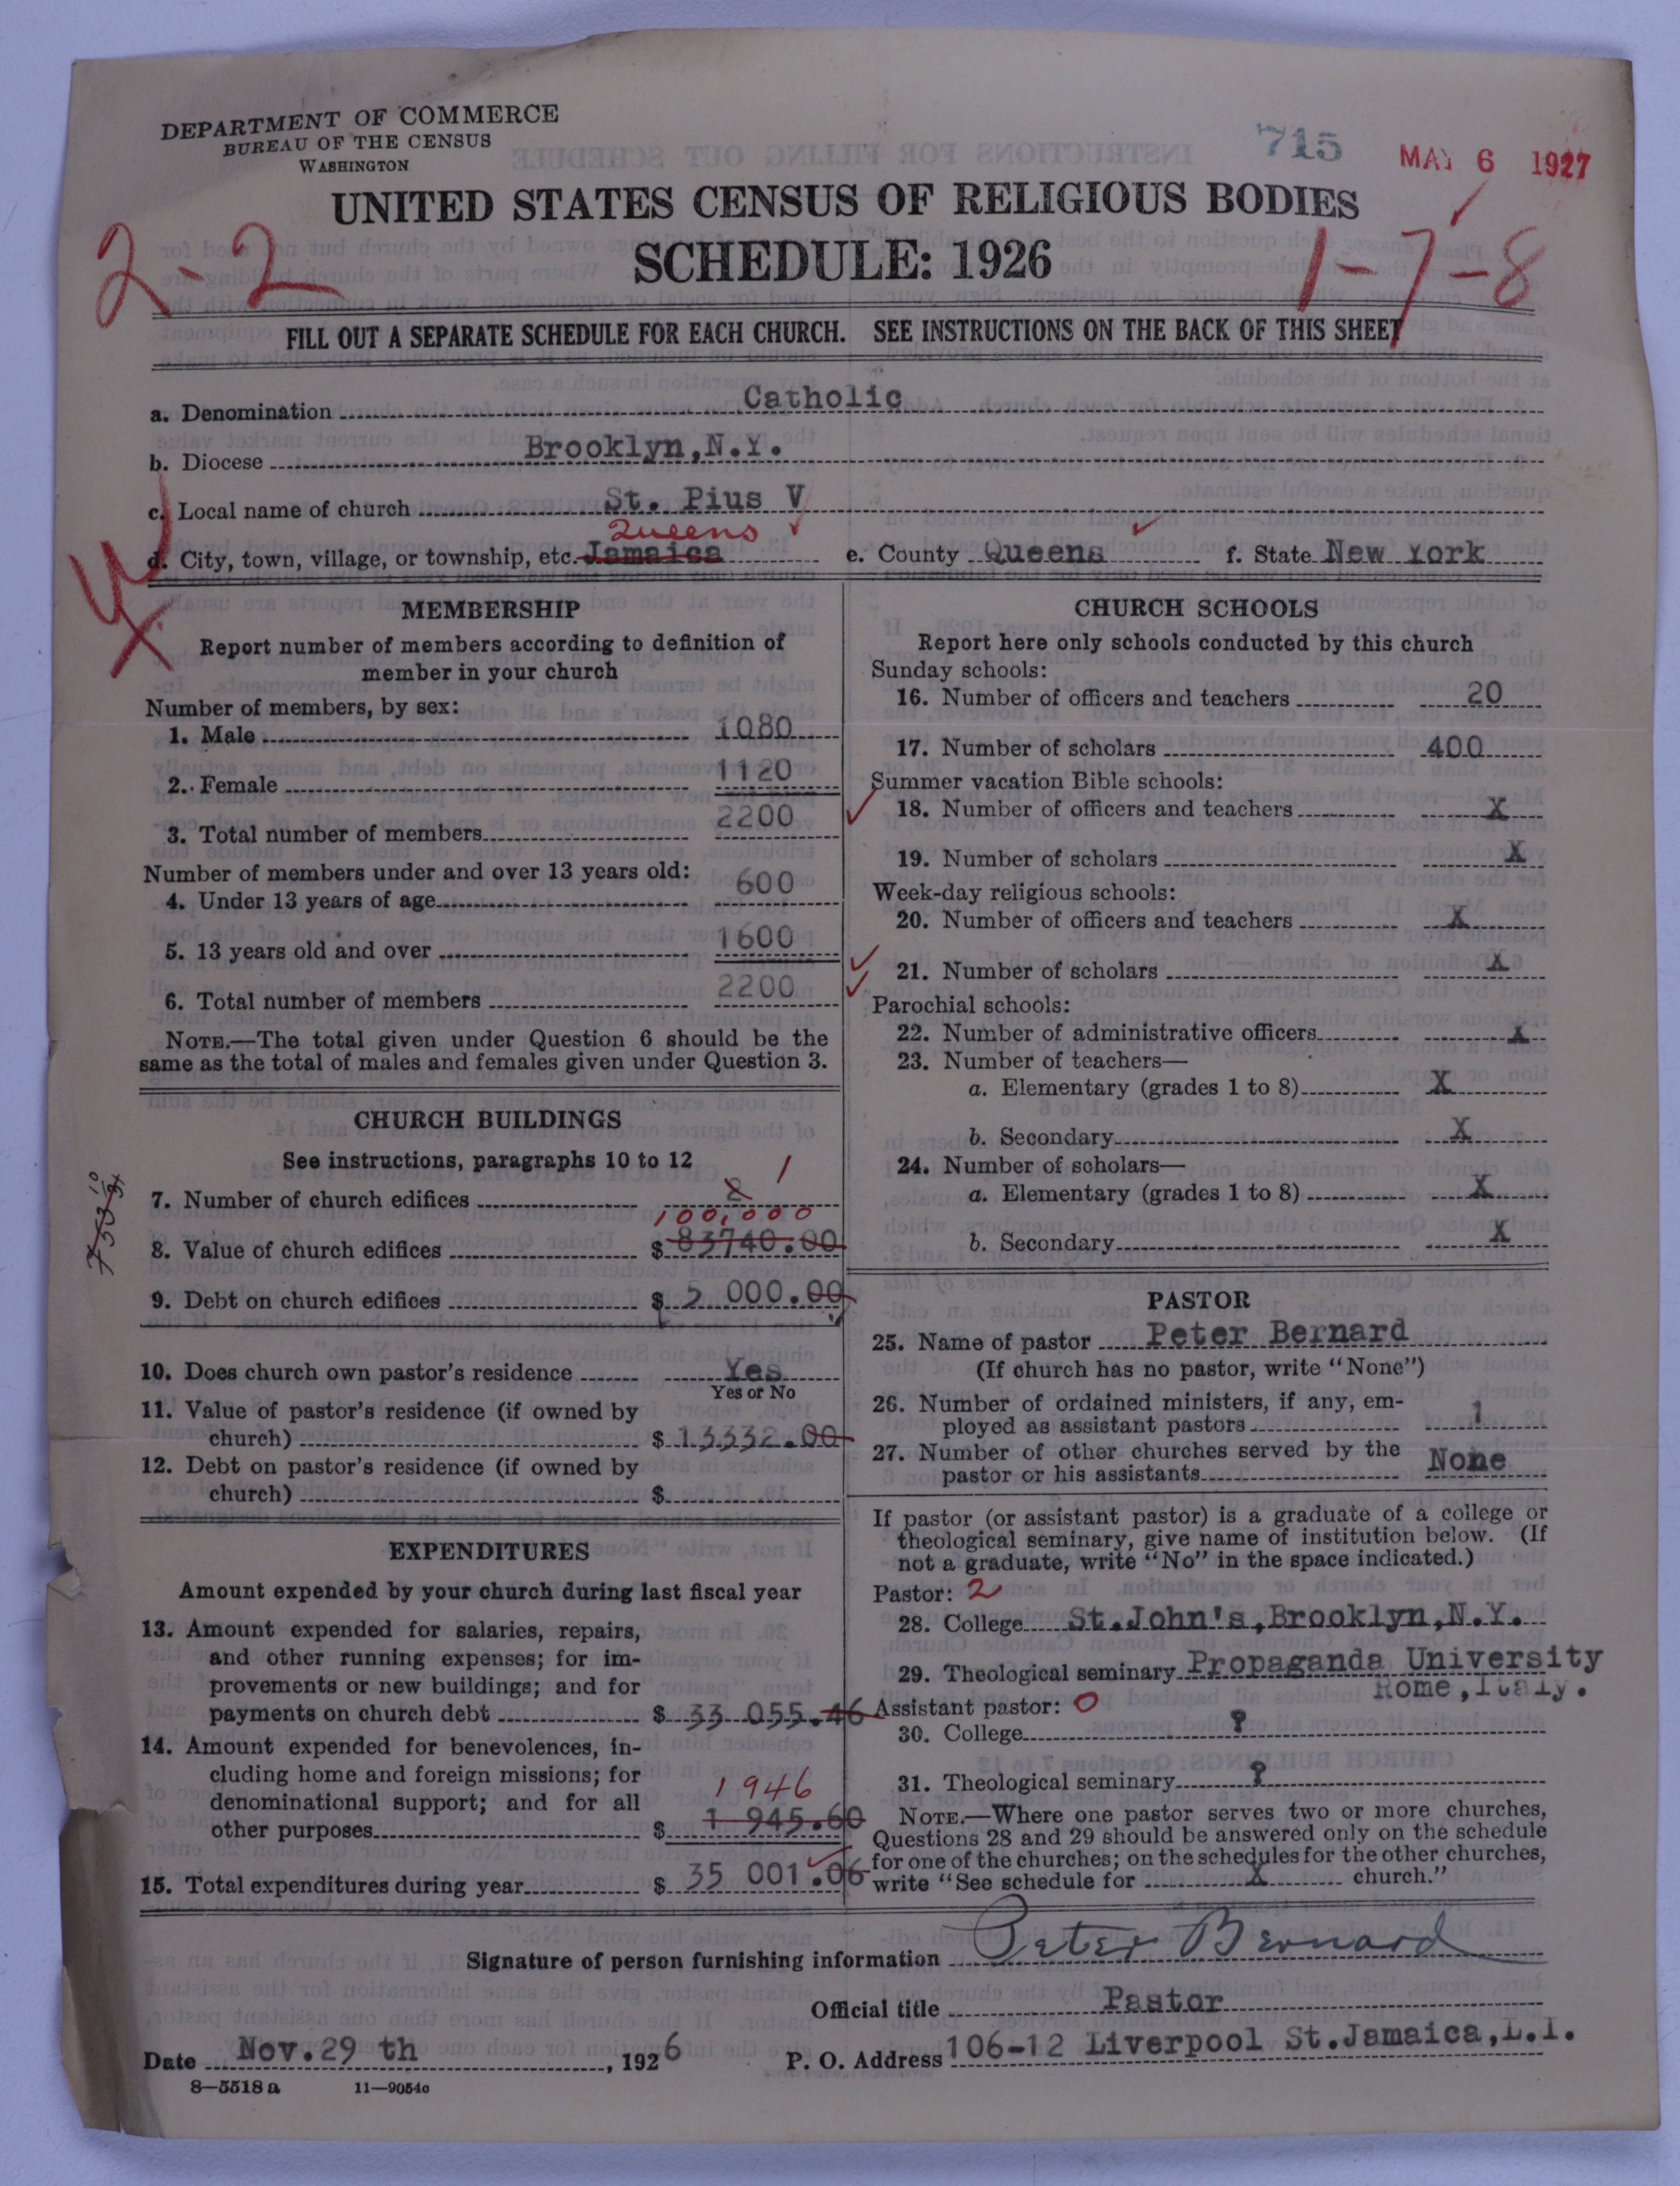 DEPARTMENT OF COMMERCE
BUREAU OF THE CENSUS
WASHINGTON
715
MAY 6 1927
UNITED STATES CENSUS OF RELIGIOUS BODIES
SCHEDULE: 1926
2-2
1-7-8
FILL OUT A SEPARATE SCHEDULE FOR EACH CHURCH. SEE INSTRUCTIONS ON THE BACK OF THIS SHEET
a. Denomination Catholic
b. Diocese Brooklyn,N.Y.
c. Local name of church St. Pius V
Queens
d. City, town, village, or township, etc. Jamaica e. County Queens f. State New York
MEMBERSHIP
Report number of members according to definition of
member in your church
Number of members, by sex:
1. Male 1080
2. Female 1120
3. Total number of members 2200
Number of members under and over 13 years old:
4. Under 13 years of age 600
5. 13 years old and over 1600
6. Total number of members 2200
NOTE.—The total given under Question 6 should be the
same as the total of males and females given under Question 3.
CHURCH BUILDINGS
See instructions, paragraphs 10 to 12
7. Number of church edifices 2 1
100,000
8. Value of church edifices $ 83740.00
9. Debt on church edifices $ 5 000.00
10. Does church own pastor's residence Yes
Yes or No
11. Value of pastor's residence (if owned by
church) $ 13332.00
12. Debt on pastor's residence (if owned by
church) $
EXPENDITURES
Amount expended by your church during last fiscal year
13. Amount expended for salaries, repairs,
and other running expenses; for im-
provements or new buildings; and for
payments on church debt $ 33 055.46
14. Amount expended for benevolences, in-
cluding home and foreign missions; for
denominational support; and for all
1 946
other purposes $ 1 945.60
15. Total expenditures during year $ 35 001.06
CHURCH SCHOOLS
Report here only schools conducted by this church
Sunday schools:
16. Number of officers and teachers 20
17. Number of scholars 400
Summer vacation Bible schools:
18. Number of officers and teachers X
19. Number of scholars X
Week-day religious schools:
20. Number of officers and teachers X
21. Number of scholars X
Parochial schools:
22. Number of administrative officers X
23. Number of teachers—
a. Elementary (grades 1 to 8) X
b. Secondary X
24. Number of scholars—
a. Elementary (grades 1 to 8) X
b. Secondary X
PASTOR
25. Name of pastor Peter Bernard
(If church has no pastor, write "None")
26. Number of ordained ministers, if any, em-
ployed as assistant pastors 1
27. Number of other churches served by the
pastor or his assistants None
If pastor (or assistant pastor) is a graduate of a college or
theological seminary, give name of institution below. (If
not a graduate, write "No" in the space indicated.)
Pastor: 2
28. College St.John's,Brooklyn,N.Y.
29. Theological seminary Propaganda University
Rome,Italy.
Assistant pastor: 0
30. College ?
31. Theological seminary ?
NOTE.—Where one pastor serves two or more churches,
Questions 28 and 29 should be answered only on the schedule
for one of the churches; on the schedules for the other churches,
write "See schedule for X church."
Signature of person furnishing information Peter Bernard
Official title Pastor
Date Nov.29 th, 1926 P. O. Address 106-12 Liverpool St.Jamaica,L.I.
8—5518 a 11—9054c